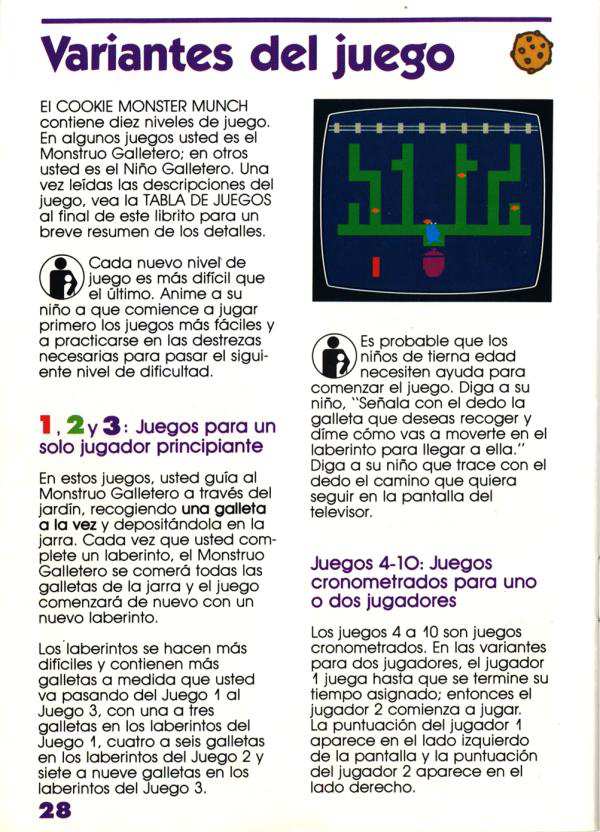 Variantes del juego
El COOKIE MONSTER MUNCH
contiene diez niveles de juego.
En algunos juegos usted es el
Monstruo Galletero; en otros
usted es el Niño Galletero. Una
vez leídas las descripciones del
juego, vea la TABLA DE JUEGOS
al final de este librito para un
breve resumen de los detalles.
Cada nuevo nivel de
juego es más difícil que
el último. Anime a su
niño a que comience a jugar
primero los juegos más fáciles y
a practicarse en las destrezas
necesarias para pasar el sigui-
ente nivel de dificultad.
1, 2 y 3: Juegos para un
solo jugador principiante
En estos juegos, usted guía al
Monstruo Galletero a través del
jardín, recogiendo una galleta
a la vez y depositándola en la
jarra. Cada vez que usted com-
plete un laberinto, el Monstruo
Galletero se comerá todas las
galletas de la jarra y el juego
comenzará de nuevo con un
nuevo laberinto.
Los laberintos se hacen más
difíciles y contienen más
galletas a medida que usted
va pasando del Juego 1 al
Juego 3, con una a tres
galletas en los laberintos del
Juego 1, cuatro a seis galletas
en los laberintos del Juego 2 y
siete a nueve galletas en los
laberintos del Juego 3.
28
Es probable que los
niños de tierna edad
necesiten ayuda para
comenzar el juego. Diga a su
niño, "Señala con el dedo la
galleta que deseas recoger y
díme cómo vas a moverte en el
laberinto para llegar a ella."
Diga a su niño que trace con el
dedo el camino que quiera
seguir en la pantalla del
televisor.
Juegos 4-10: Juegos
cronometrados para uno
o dos jugadores
Los juegos 4 a 10 son juegos
cronometrados. En las variantes
para dos jugadores, el jugador
1 juega hasta que se termine su
tiempo asignado; entonces el
jugador 2 comienza a jugar.
La puntuación del jugador 1
aparece en el lado izquierdo
de la pantalla y la puntuación
del jugador 2 aparece en el
lado derecho.